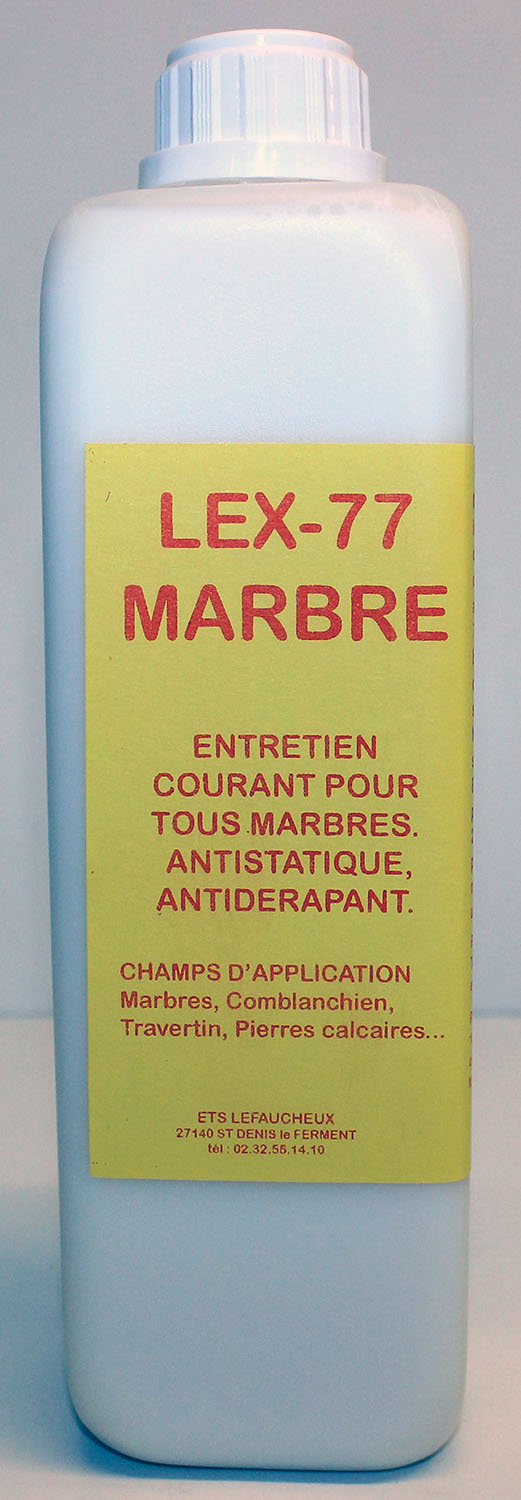 LEX-77
MARBRE
ENTRETIEN
COURANT POUR
TOUS MARBRES.
ANTISTATIQUE,
ANTIDERAPANT.
CHAMPS D'APPLICATION
Marbres, Comblanchien,
Travertin, Pierres calcaires...
ETS LEFAUCHEUX
27140 ST DENIS le FERMENT
tél : 02.32.55.14.10